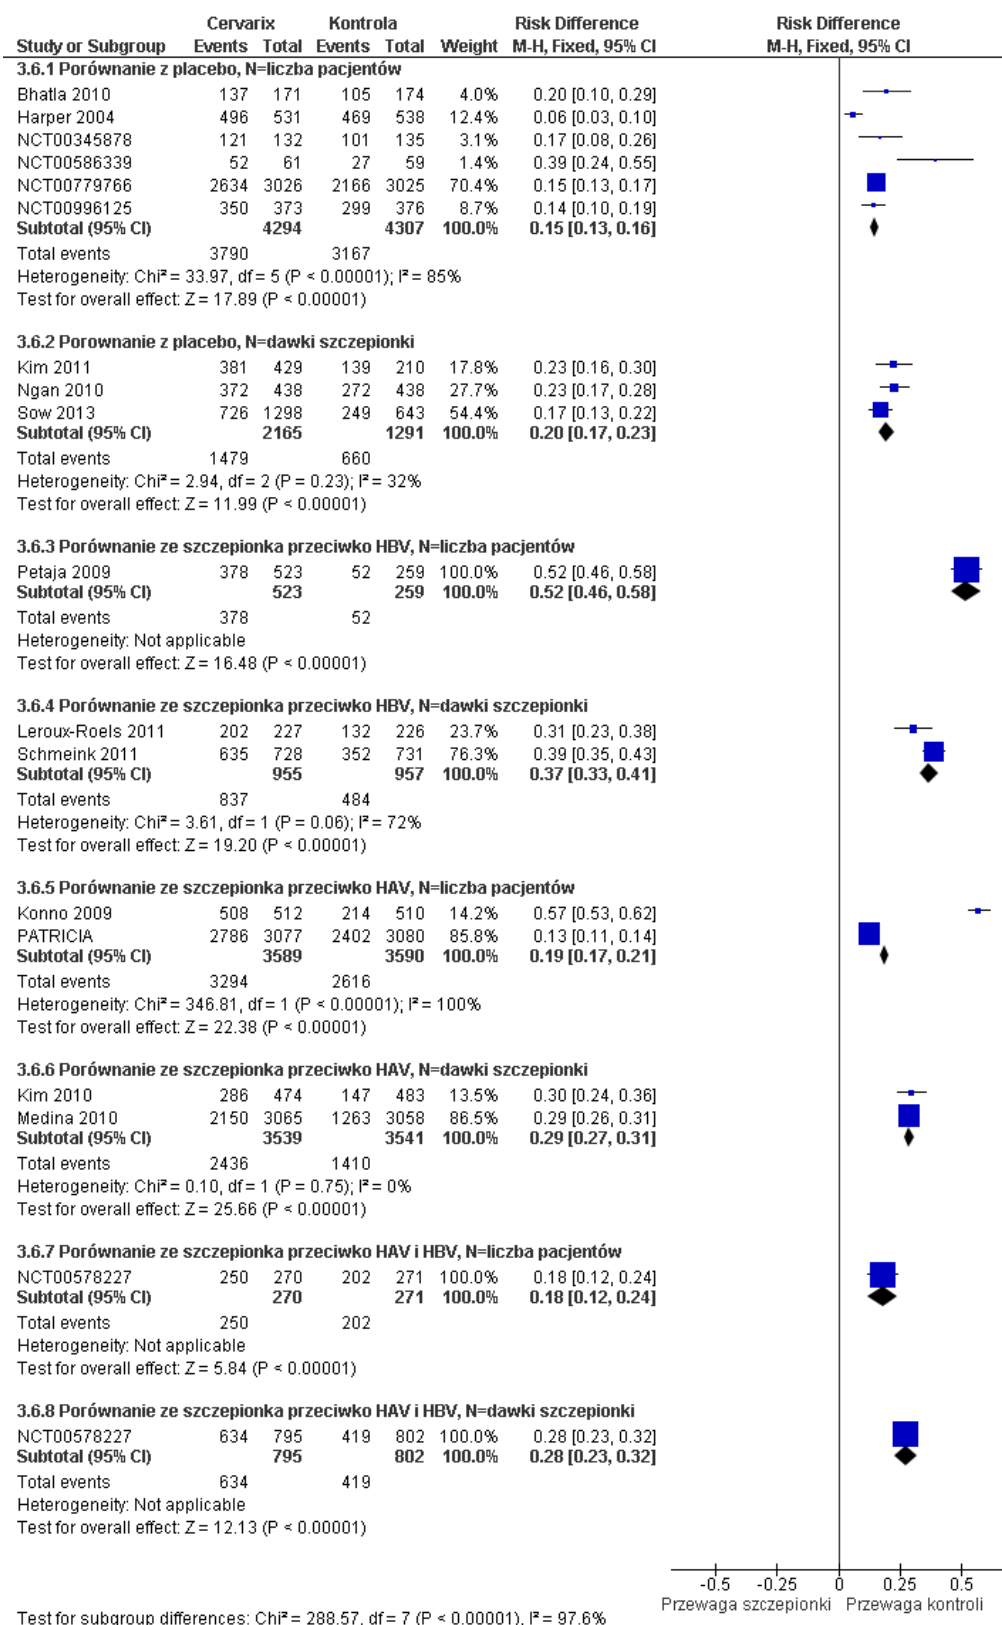 Cervarix Kontrola Risk Difference Risk Difference
Study or Subgroup Events Total Events Total Weight M-H, Fixed, 95% CI M-H, Fixed, 95% CI
3.6.1 Porównanie z placebo, N=liczba pacjentów
Bhatla 2010 137 171 105 174 4.0% 0.20 [0.10, 0.29]
Harper 2004 496 531 469 538 12.4% 0.06 [0.03, 0.10]
NCT00345878 121 132 101 135 3.1% 0.17 [0.08, 0.26]
NCT00586339 52 61 27 59 1.4% 0.39 [0.24, 0.55]
NCT00779766 2634 3026 2166 3025 70.4% 0.15 [0.13, 0.17]
NCT00996125 350 373 299 376 8.7% 0.14 [0.10, 0.19]
Subtotal (95% CI) 4294 4307 100.0% 0.15 [0.13, 0.16]
Total events 3790 3167
Heterogeneity: Chi² = 33.97, df = 5 (P < 0.00001); I² = 85%
Test for overall effect: Z = 17.89 (P < 0.00001)
3.6.2 Porownanie z placebo, N=dawki szczepionki
Kim 2011 381 429 139 210 17.8% 0.23 [0.16, 0.30]
Ngan 2010 372 438 272 438 27.7% 0.23 [0.17, 0.28]
Sow 2013 726 1298 249 643 54.4% 0.17 [0.13, 0.22]
Subtotal (95% CI) 2165 1291 100.0% 0.20 [0.17, 0.23]
Total events 1479 660
Heterogeneity: Chi² = 2.94, df = 2 (P = 0.23); I² = 32%
Test for overall effect: Z = 11.99 (P < 0.00001)
3.6.3 Porównanie ze szczepionka przeciwko HBV, N=liczba pacjentów
Petaja 2009 378 523 52 259 100.0% 0.52 [0.46, 0.58]
Subtotal (95% CI) 523 259 100.0% 0.52 [0.46, 0.58]
Total events 378 52
Heterogeneity: Not applicable
Test for overall effect: Z = 16.48 (P < 0.00001)
3.6.4 Porównanie ze szczepionka przeciwko HBV, N=dawki szczepionki
Leroux-Roels 2011 202 227 132 226 23.7% 0.31 [0.23, 0.38]
Schmeink 2011 635 728 352 731 76.3% 0.39 [0.35, 0.43]
Subtotal (95% CI) 955 957 100.0% 0.37 [0.33, 0.41]
Total events 837 484
Heterogeneity: Chi² = 3.61, df = 1 (P = 0.06); I² = 72%
Test for overall effect: Z = 19.20 (P < 0.00001)
3.6.5 Porównanie ze szczepionka przeciwko HAV, N=liczba pacjentów
Konno 2009 508 512 214 510 14.2% 0.57 [0.53, 0.62]
PATRICIA 2786 3077 2402 3080 85.8% 0.13 [0.11, 0.14]
Subtotal (95% CI) 3589 3590 100.0% 0.19 [0.17, 0.21]
Total events 3294 2616
Heterogeneity: Chi² = 346.81, df = 1 (P < 0.00001); I² = 100%
Test for overall effect: Z = 22.38 (P < 0.00001)
3.6.6 Porównanie ze szczepionka przeciwko HAV, N=dawki szczepionki
Kim 2010 286 474 147 483 13.5% 0.30 [0.24, 0.36]
Medina 2010 2150 3065 1263 3058 86.5% 0.29 [0.26, 0.31]
Subtotal (95% CI) 3539 3541 100.0% 0.29 [0.27, 0.31]
Total events 2436 1410
Heterogeneity: Chi² = 0.10, df = 1 (P = 0.75); I² = 0%
Test for overall effect: Z = 25.66 (P < 0.00001)
3.6.7 Porównanie ze szczepionka przeciwko HAV i HBV, N=liczba pacjentów
NCT00578227 250 270 202 271 100.0% 0.18 [0.12, 0.24]
Subtotal (95% CI) 270 271 100.0% 0.18 [0.12, 0.24]
Total events 250 202
Heterogeneity: Not applicable
Test for overall effect: Z = 5.84 (P < 0.00001)
3.6.8 Porównanie ze szczepionka przeciwko HAV i HBV, N=dawki szczepionki
NCT00578227 634 795 419 802 100.0% 0.28 [0.23, 0.32]
Subtotal (95% CI) 795 802 100.0% 0.28 [0.23, 0.32]
Total events 634 419
Heterogeneity: Not applicable
Test for overall effect: Z = 12.13 (P < 0.00001)
-0.5 -0.25 0 0.25 0.5
Przewaga szczepionki Przewaga kontroli
Test for subgroup differences: Chi² = 288.57, df = 7 (P < 0.00001), I² = 97.6%